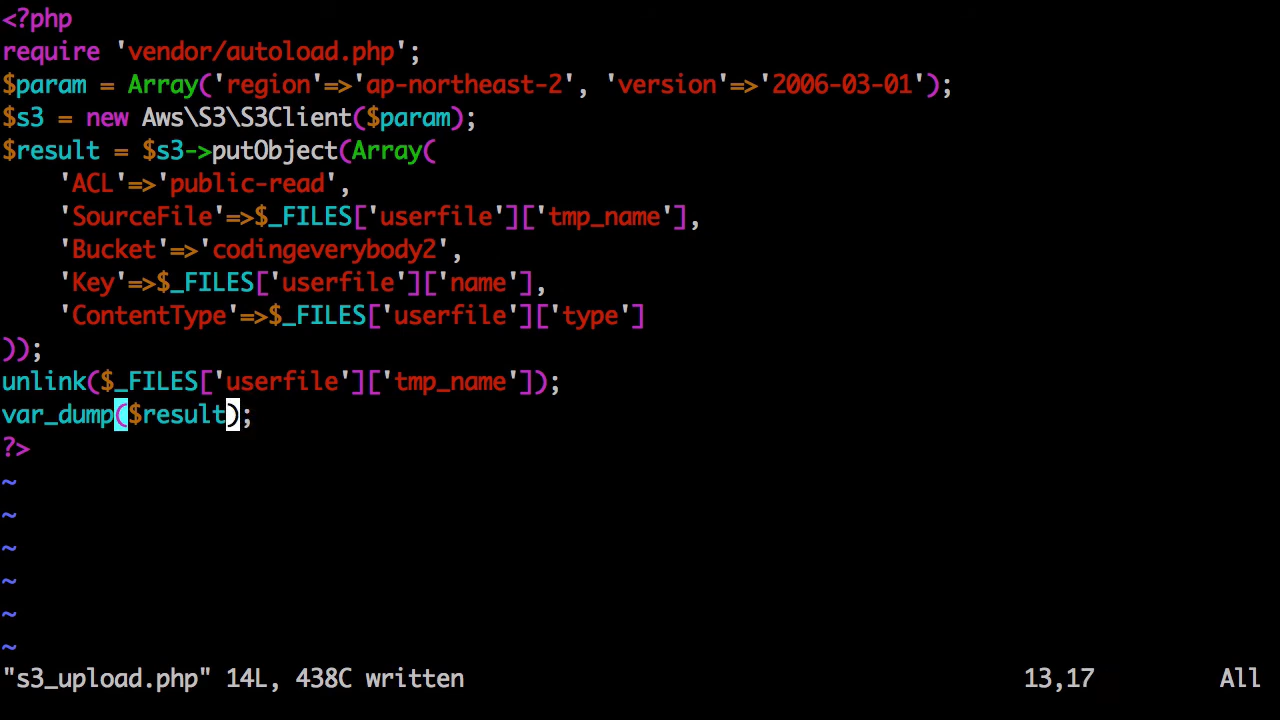 <?php
require 'vendor/autoload.php';
$param = Array('region'=>'ap-northeast-2', 'version'=>'2006-03-01');
$s3 = new Aws\S3\S3Client($param);
$result = $s3->putObject(Array(
    'ACL'=>'public-read',
    'SourceFile'=>$_FILES['userfile']['tmp_name'],
    'Bucket'=>'codingeverybody2',
    'Key'=>$_FILES['userfile']['name'],
    'ContentType'=>$_FILES['userfile']['type']
));
unlink($_FILES['userfile']['tmp_name']);
var_dump($result);
?>
~
~
~
~
~
~
"s3_upload.php" 14L, 438C written 13,17 All